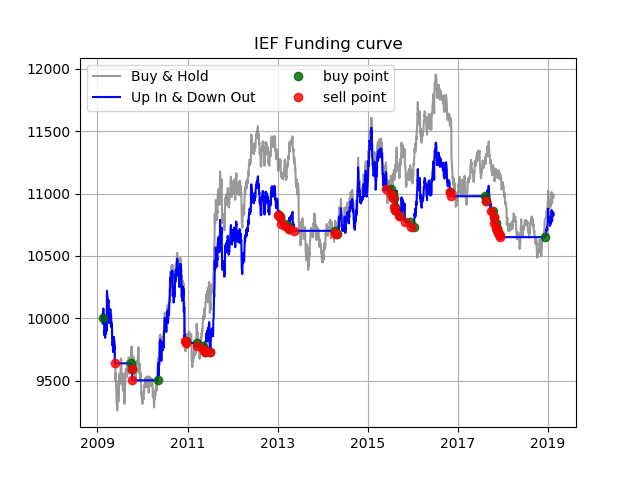 IEF Funding curve
Buy & Hold
Up In & Down Out
buy point
sell point
12000
11500
11000
10500
10000
9500
2009 2011 2013 2015 2017 2019